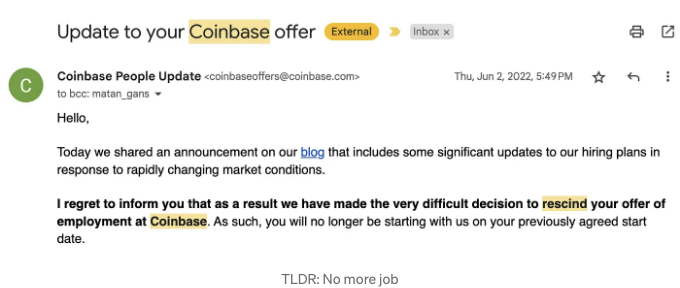 Update to your Coinbase offer External Inbox ×
C
Coinbase People Update <coinbaseoffers@coinbase.com> Thu, Jun 2, 2022, 5:49 PM
to bcc: matan_gans
Hello,
Today we shared an announcement on our blog that includes some significant updates to our hiring plans in
response to rapidly changing market conditions.
I regret to inform you that as a result we have made the very difficult decision to rescind your offer of
employment at Coinbase. As such, you will no longer be starting with us on your previously agreed start
date.
TLDR: No more job